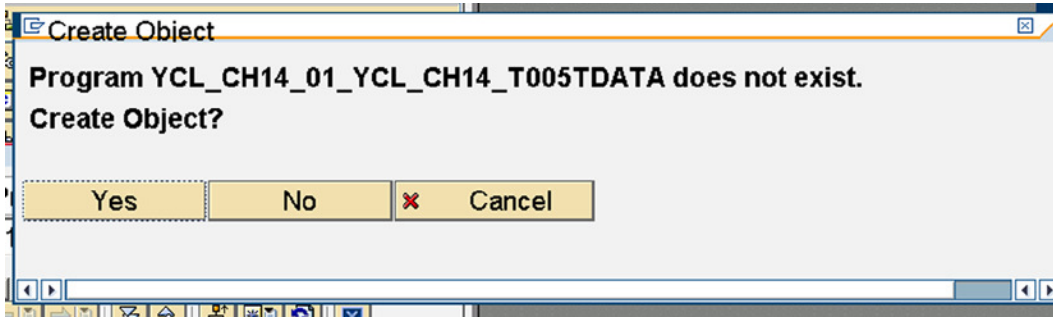 Create Object
Program YCL_CH14_01_YCL_CH14_T005TDATA does not exist.
Create Object?
Yes No Cancel